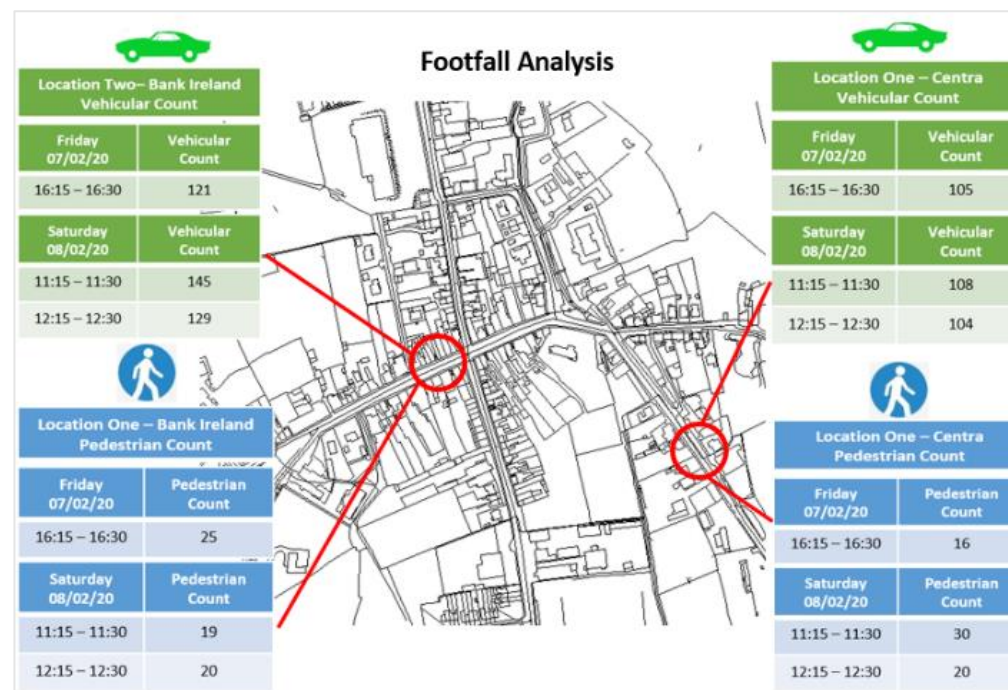 Footfall Analysis
Location Two– Bank Ireland
Vehicular Count
Friday
07/02/20
Vehicular
Count
16:15 – 16:30 121
Saturday
08/02/20
Vehicular
Count
11:15 – 11:30 145
12:15 – 12:30 129
Location One – Bank Ireland
Pedestrian Count
Friday
07/02/20
Pedestrian
Count
16:15 – 16:30 25
Saturday
08/02/20
Pedestrian
Count
11:15 – 11:30 19
12:15 – 12:30 20
Location One – Centra
Vehicular Count
Friday
07/02/20
Vehicular
Count
16:15 – 16:30 105
Saturday
08/02/20
Vehicular
Count
11:15 – 11:30 108
12:15 – 12:30 104
Location One – Centra
Pedestrian Count
Friday
07/02/20
Pedestrian
Count
16:15 – 16:30 16
Saturday
08/02/20
Pedestrian
Count
11:15 – 11:30 30
12:15 – 12:30 20